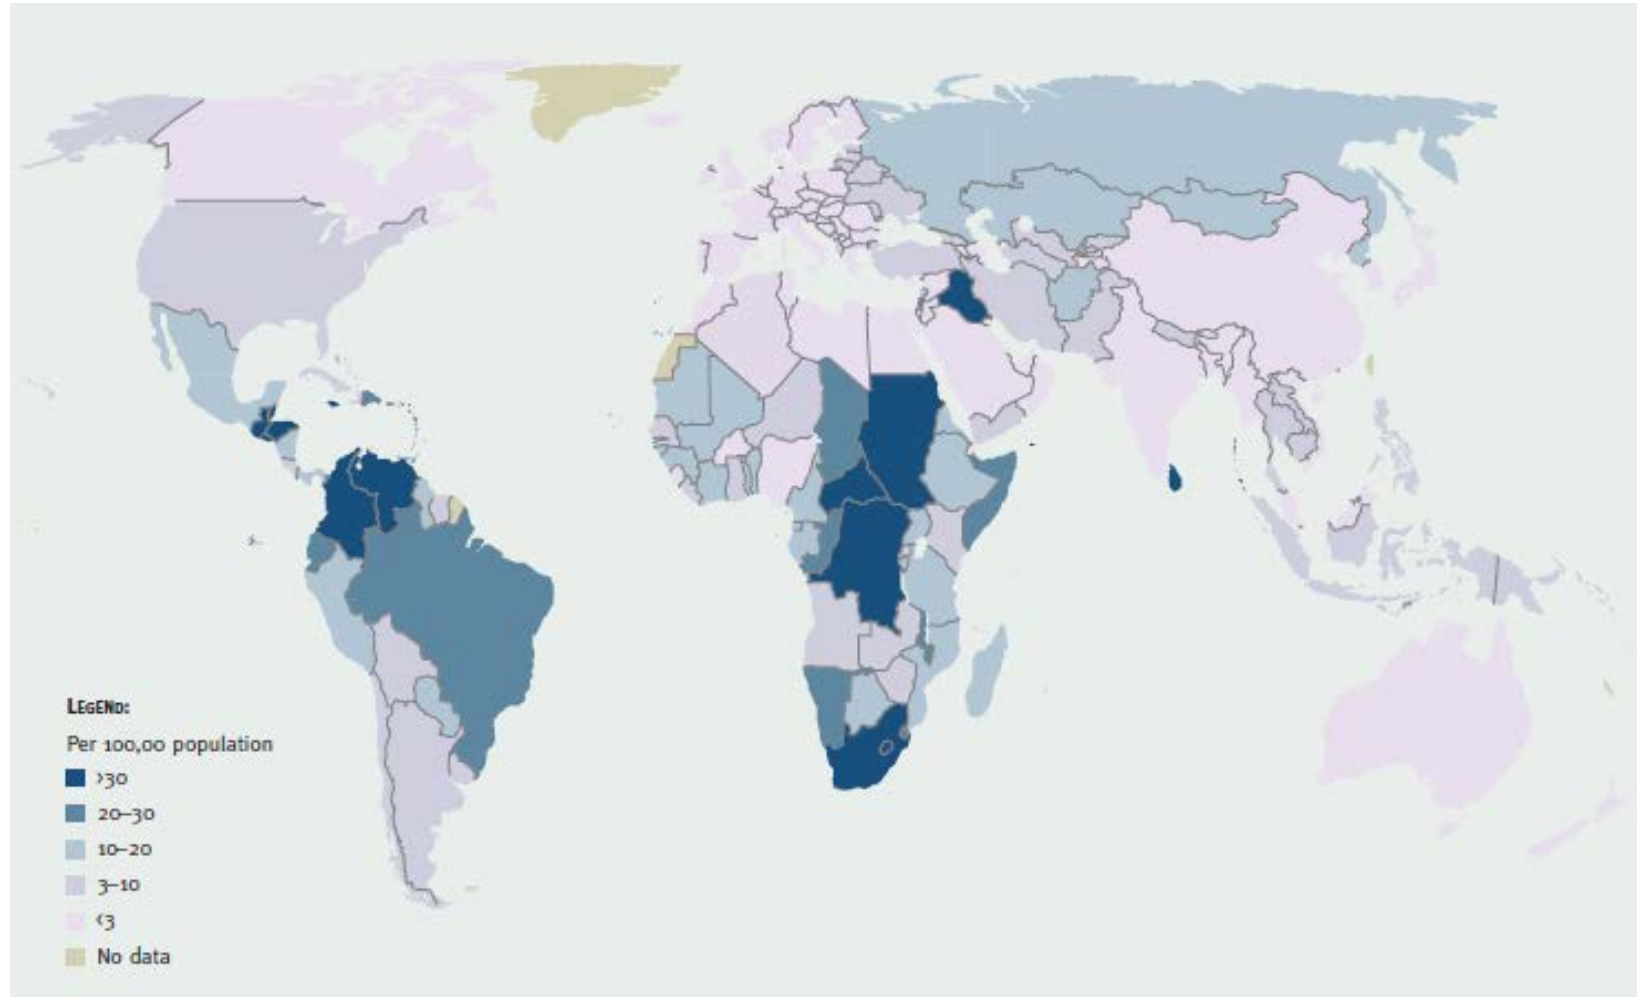 LEGEND:
Per 100,00 population
>30
20–30
10–20
3–10
<3
No data